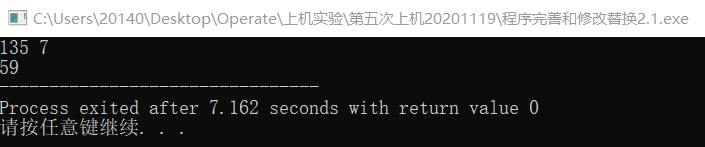 C:\Users\20140\Desktop\Operate\上机实验\第五次上机20201119\程序完善和修改替换2.1.exe
135 7
59
--------------------------------
Process exited after 7.162 seconds with return value 0
请按任意键继续. . .